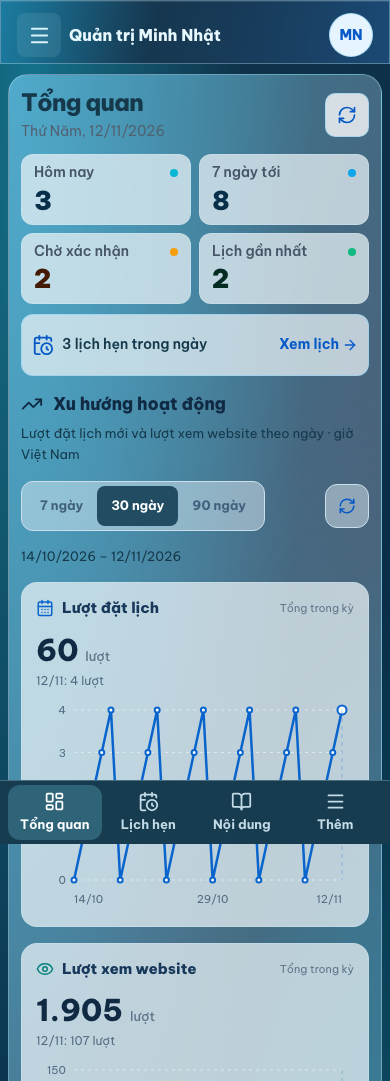 Quản trị Minh Nhật
MN
Tổng quan
Thứ Năm, 12/11/2026
Hôm nay
3
7 ngày tới
8
Chờ xác nhận
2
Lịch gần nhất
2
3 lịch hẹn trong ngày
Xem lịch →
Xu hướng hoạt động
Lượt đặt lịch mới và lượt xem website theo ngày · giờ
Việt Nam
7 ngày
30 ngày
90 ngày
14/10/2026 – 12/11/2026
Lượt đặt lịch
Tổng trong kỳ
60 lượt
12/11: 4 lượt
4
3
Tổng quan
Lịch hẹn
Nội dung
Thêm
0
14/10
29/10
12/11
Lượt xem website
Tổng trong kỳ
1.905 lượt
12/11: 107 lượt
150